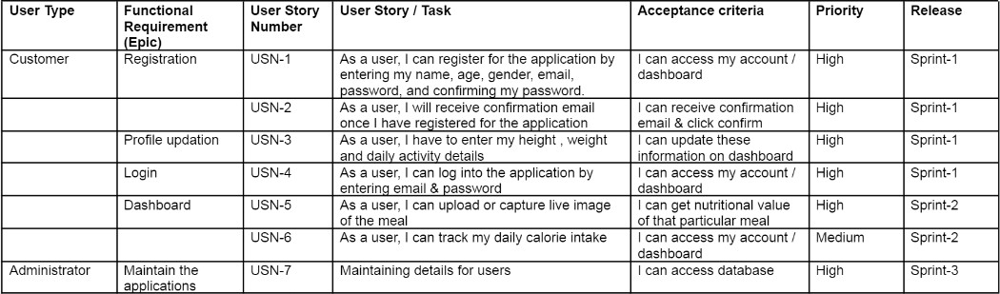 User Type Functional Requirement (Epic) User Story Number User Story / Task Acceptance criteria Priority Release
Customer Registration USN-1 As a user, I can register for the application by entering my name, age, gender, email, password, and confirming my password. I can access my account / dashboard High Sprint-1
USN-2 As a user, I will receive confirmation email once I have registered for the application I can receive confirmation email & click confirm High Sprint-1
Profile updation USN-3 As a user, I have to enter my height , weight and daily activity details I can update these information on dashboard High Sprint-1
Login USN-4 As a user, I can log into the application by entering email & password I can access my account / dashboard High Sprint-1
Dashboard USN-5 As a user, I can upload or capture live image of the meal I can get nutritional value of that particular meal High Sprint-2
USN-6 As a user, I can track my daily calorie intake I can access my account / dashboard Medium Sprint-2
Administrator Maintain the applications USN-7 Maintaining details for users I can access database High Sprint-3